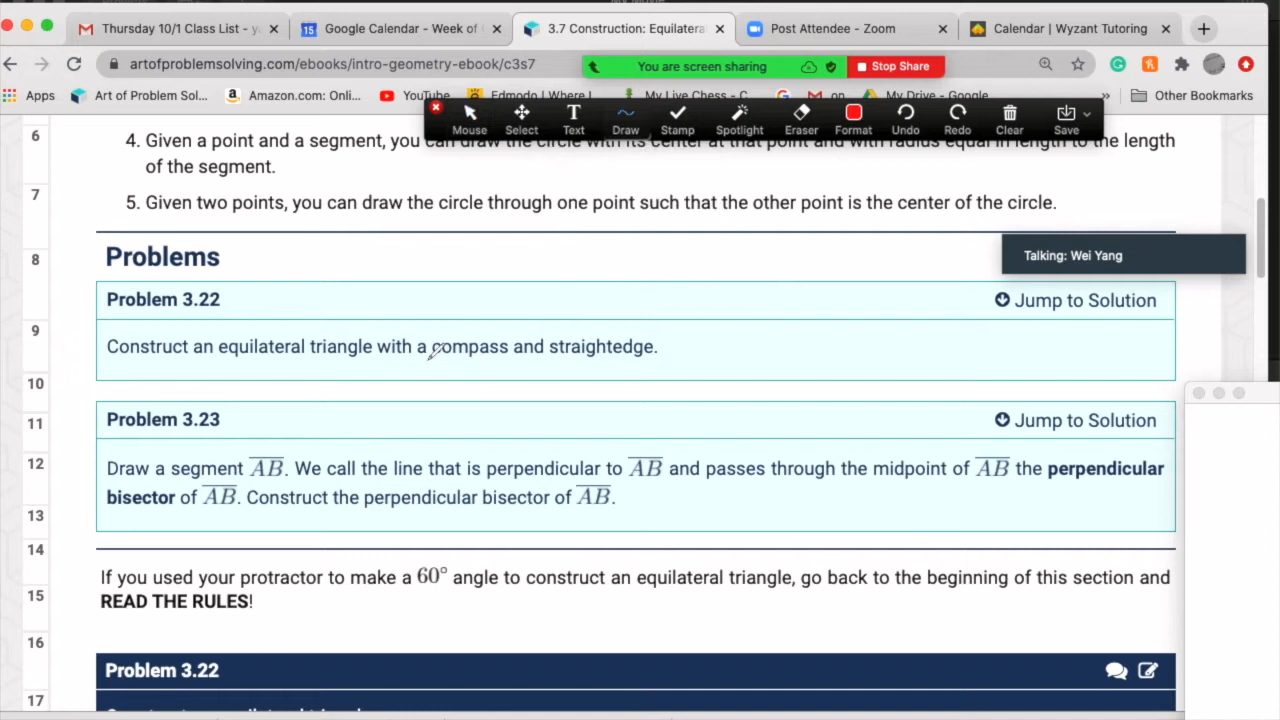 Thursday 10/1 Class List - y
Google Calendar - Week of
3.7 Construction: Equilatera
Post Attendee - Zoom
Calendar | Wyzant Tutoring
artofproblemsolving.com/ebooks/intro-geometry-ebook/c3s7
You are screen sharing
Stop Share
Apps
Art of Problem Sol...
Amazon.com: Onli...
YouTube
Edmodo | Where L
My Live Chess - C
on
My Drive - Google
»
Other Bookmarks
Mouse
Select
Text
Draw
Stamp
Spotlight
Eraser
Format
Undo
Redo
Clear
Save
4. Given a point and a segment, you can draw the circle with its center at that point and with radius equal in length to the length
of the segment.
5. Given two points, you can draw the circle through one point such that the other point is the center of the circle.
Problems
Talking: Wei Yang
Problem 3.22
Jump to Solution
Construct an equilateral triangle with a compass and straightedge.
Problem 3.23
Jump to Solution
Draw a segment A̅B̅. We call the line that is perpendicular to A̅B̅ and passes through the midpoint of A̅B̅ the perpendicular
bisector of A̅B̅. Construct the perpendicular bisector of A̅B̅.
If you used your protractor to make a 60° angle to construct an equilateral triangle, go back to the beginning of this section and
READ THE RULES!
Problem 3.22
6
7
8
9
10
11
12
13
14
15
16
17